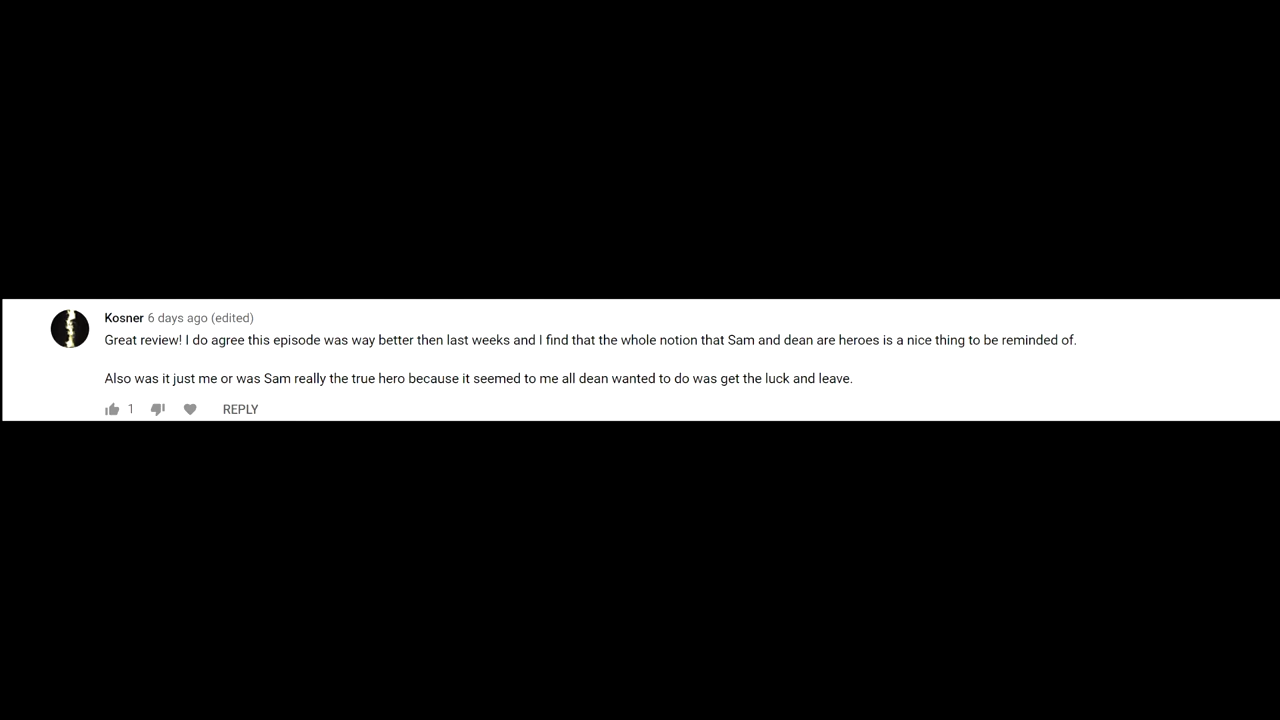 Kosner 6 days ago (edited)
Great review! I do agree this episode was way better then last weeks and I find that the whole notion that Sam and dean are heroes is a nice thing to be reminded of.
Also was it just me or was Sam really the true hero because it seemed to me all dean wanted to do was get the luck and leave.
1 REPLY